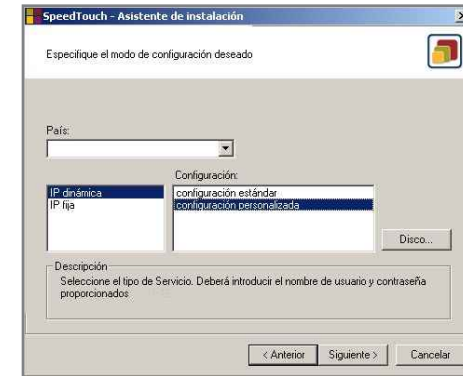 SpeedTouch - Asistente de instalación
Especifique el modo de configuración deseado
País:
Configuración:
IP dinámica
IP fija
configuración estándar
configuración personalizada
Disco...
Descripción
Seleccione el tipo de Servicio. Deberá introducir el nombre de usuario y contraseña
proporcionados
< Anterior
Siguiente >
Cancelar